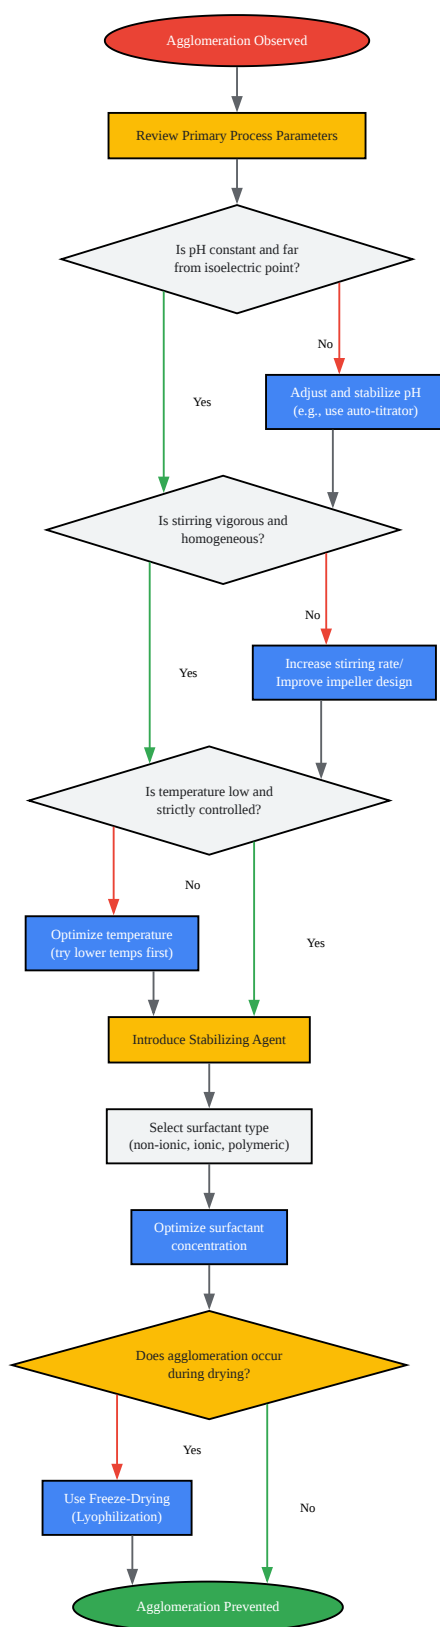 Agglomeration Observed
Review Primary Process Parameters
Is pH constant and far
from isoelectric point?
No
Adjust and stabilize pH
(e.g., use auto-titrator)
Yes
Is stirring vigorous and
homogeneous?
No
Increase stirring rate/
Improve impeller design
Yes
Is temperature low and
strictly controlled?
No
Optimize temperature
(try lower temps first)
Yes
Introduce Stabilizing Agent
Select surfactant type
(non-ionic, ionic, polymeric)
Optimize surfactant
concentration
Does agglomeration occur
during drying?
Yes
Use Freeze-Drying
(Lyophilization)
No
Agglomeration Prevented